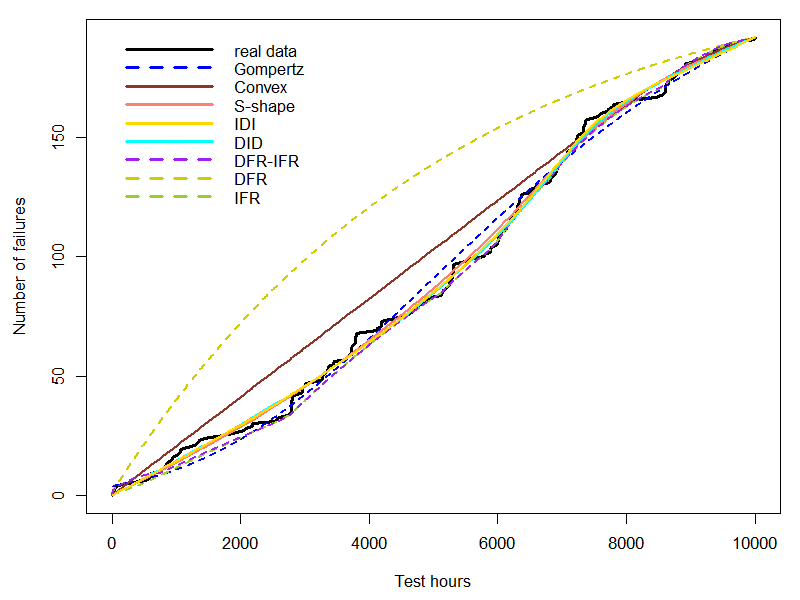 real data
Gompertz
Convex
S-shape
IDI
DID
DFR-IFR
DFR
IFR
Number of failures
150
100
50
0
0 2000 4000 6000 8000 10000
Test hours